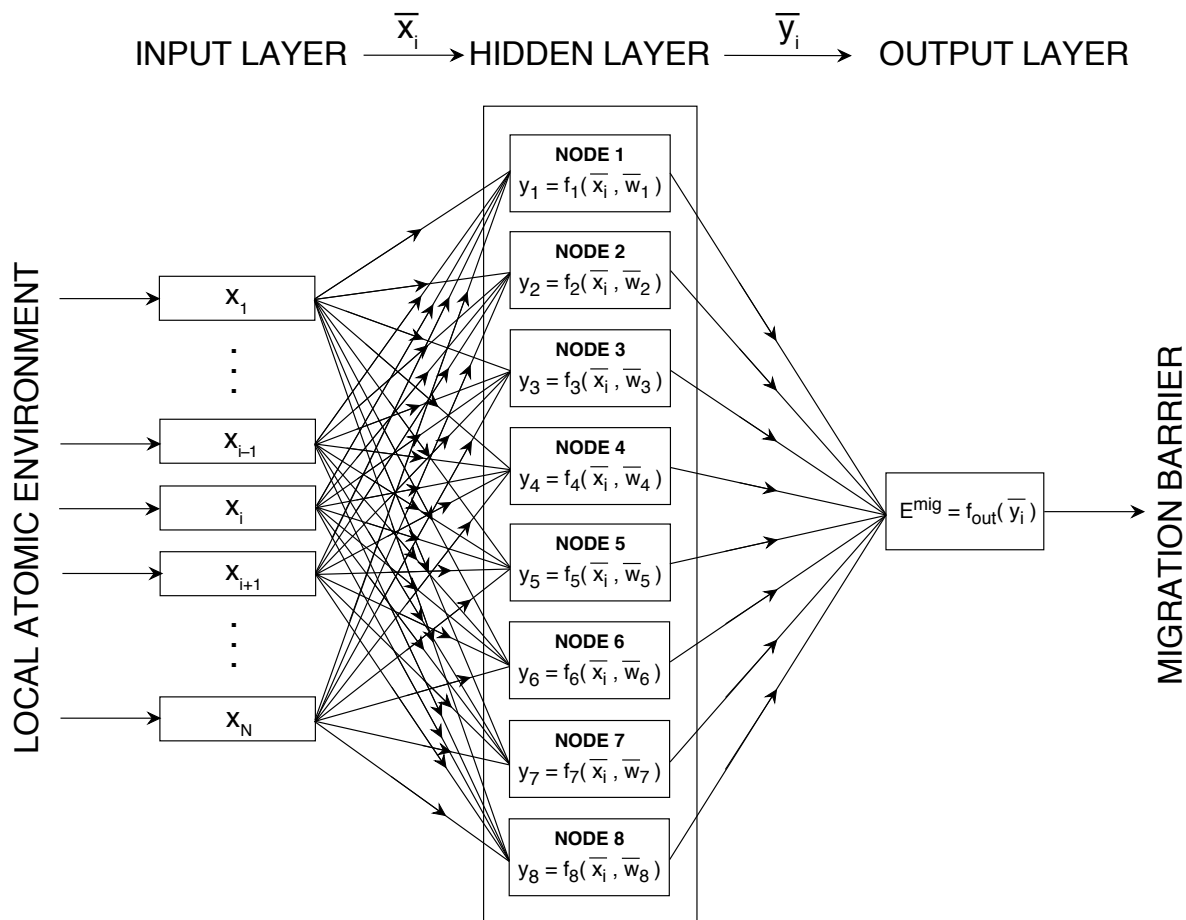 x̅ᵢ
y̅ᵢ
INPUT LAYER
HIDDEN LAYER
OUTPUT LAYER
LOCAL ATOMIC ENVIRONMENT
x₁
xᵢ₋₁
xᵢ
xᵢ₊₁
x_N
NODE 1
y₁ = f₁( x̅ᵢ , w̅₁ )
NODE 2
y₂ = f₂( x̅ᵢ , w̅₂ )
NODE 3
y₃ = f₃( x̅ᵢ , w̅₃ )
NODE 4
y₄ = f₄( x̅ᵢ , w̅₄ )
NODE 5
y₅ = f₅( x̅ᵢ , w̅₅ )
NODE 6
y₆ = f₆( x̅ᵢ , w̅₆ )
NODE 7
y₇ = f₇( x̅ᵢ , w̅₇ )
NODE 8
y₈ = f₈( x̅ᵢ , w̅₈ )
E^mig = f_out( y̅ᵢ )
MIGRATION BARRIER